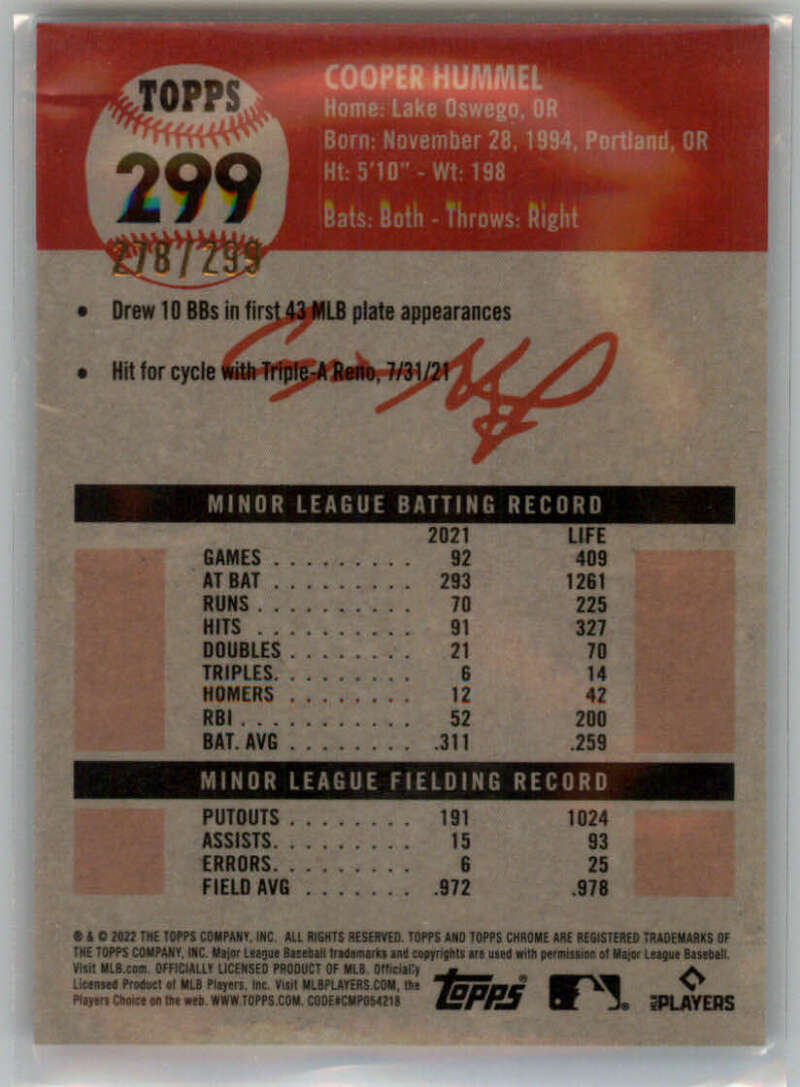 TOPPS
299
278/299
COOPER HUMMEL
Home: Lake Oswego, OR
Born: November 28, 1994, Portland, OR
Ht: 5'10" - Wt: 198
Bats: Both - Throws: Right
• Drew 10 BBs in first 43 MLB plate appearances
• Hit for cycle with Triple-A Reno, 7/31/21
MINOR LEAGUE BATTING RECORD
2021 LIFE
GAMES . . . . . . . . . 92 409
AT BAT . . . . . . . . . 293 1261
RUNS . . . . . . . . . . 70 225
HITS . . . . . . . . . . 91 327
DOUBLES . . . . . . . . 21 70
TRIPLES. . . . . . . . . 6 14
HOMERS . . . . . . . . 12 42
RBI . . . . . . . . . . . 52 200
BAT. AVG . . . . . . . . .311 .259
MINOR LEAGUE FIELDING RECORD
PUTOUTS . . . . . . . . 191 1024
ASSISTS. . . . . . . . . 15 93
ERRORS. . . . . . . . . 6 25
FIELD AVG . . . . . . . .972 .978
® & © 2022 THE TOPPS COMPANY, INC. ALL RIGHTS RESERVED. TOPPS AND TOPPS CHROME ARE REGISTERED TRADEMARKS OF
THE TOPPS COMPANY, INC. Major League Baseball trademarks and copyrights are used with permission of Major League Baseball.
Visit MLB.com. OFFICIALLY LICENSED PRODUCT OF MLB. Officially
Licensed Product of MLB Players, Inc. Visit MLBPLAYERS.COM, the
Players Choice on the web. WWW.TOPPS.COM. CODE#CMP054218
Topps®
MLB PLAYERS